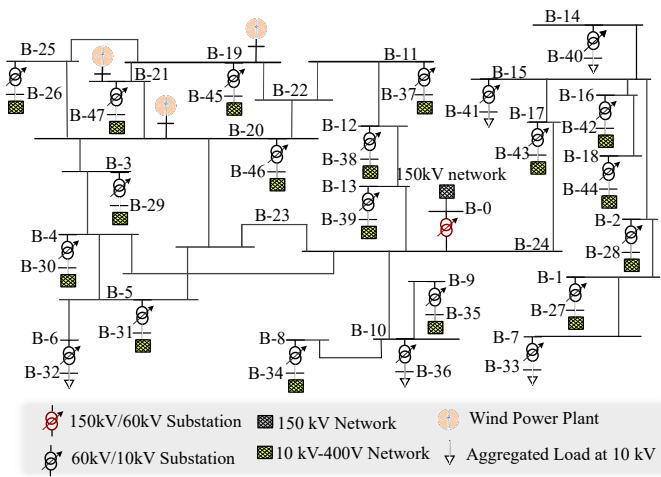 B-14
B-25
B-19
B-11
B-40
B-21
B-15
B-26
B-22
B-16
B-47
B-45
B-37
B-41
B-17
B-20
B-12
B-42
B-43
B-18
B-3
B-46
B-38
150kV network
B-44
B-13
B-29
B-0
B-2
B-4
B-23
B-39
B-24
B-28
B-30
B-9
B-1
B-5
B-35
B-27
B-31
B-6
B-8
B-10
B-7
B-32
B-34
B-36
B-33
150kV/60kV Substation
150 kV Network
Wind Power Plant
60kV/10kV Substation
10 kV-400V Network
Aggregated Load at 10 kV